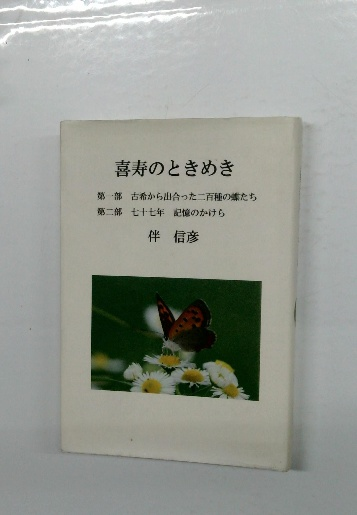 喜寿のときめき
第一部 古希から出合った二百種の蝶たち
第二部 七十七年 記憶のかけら
伴 信彦